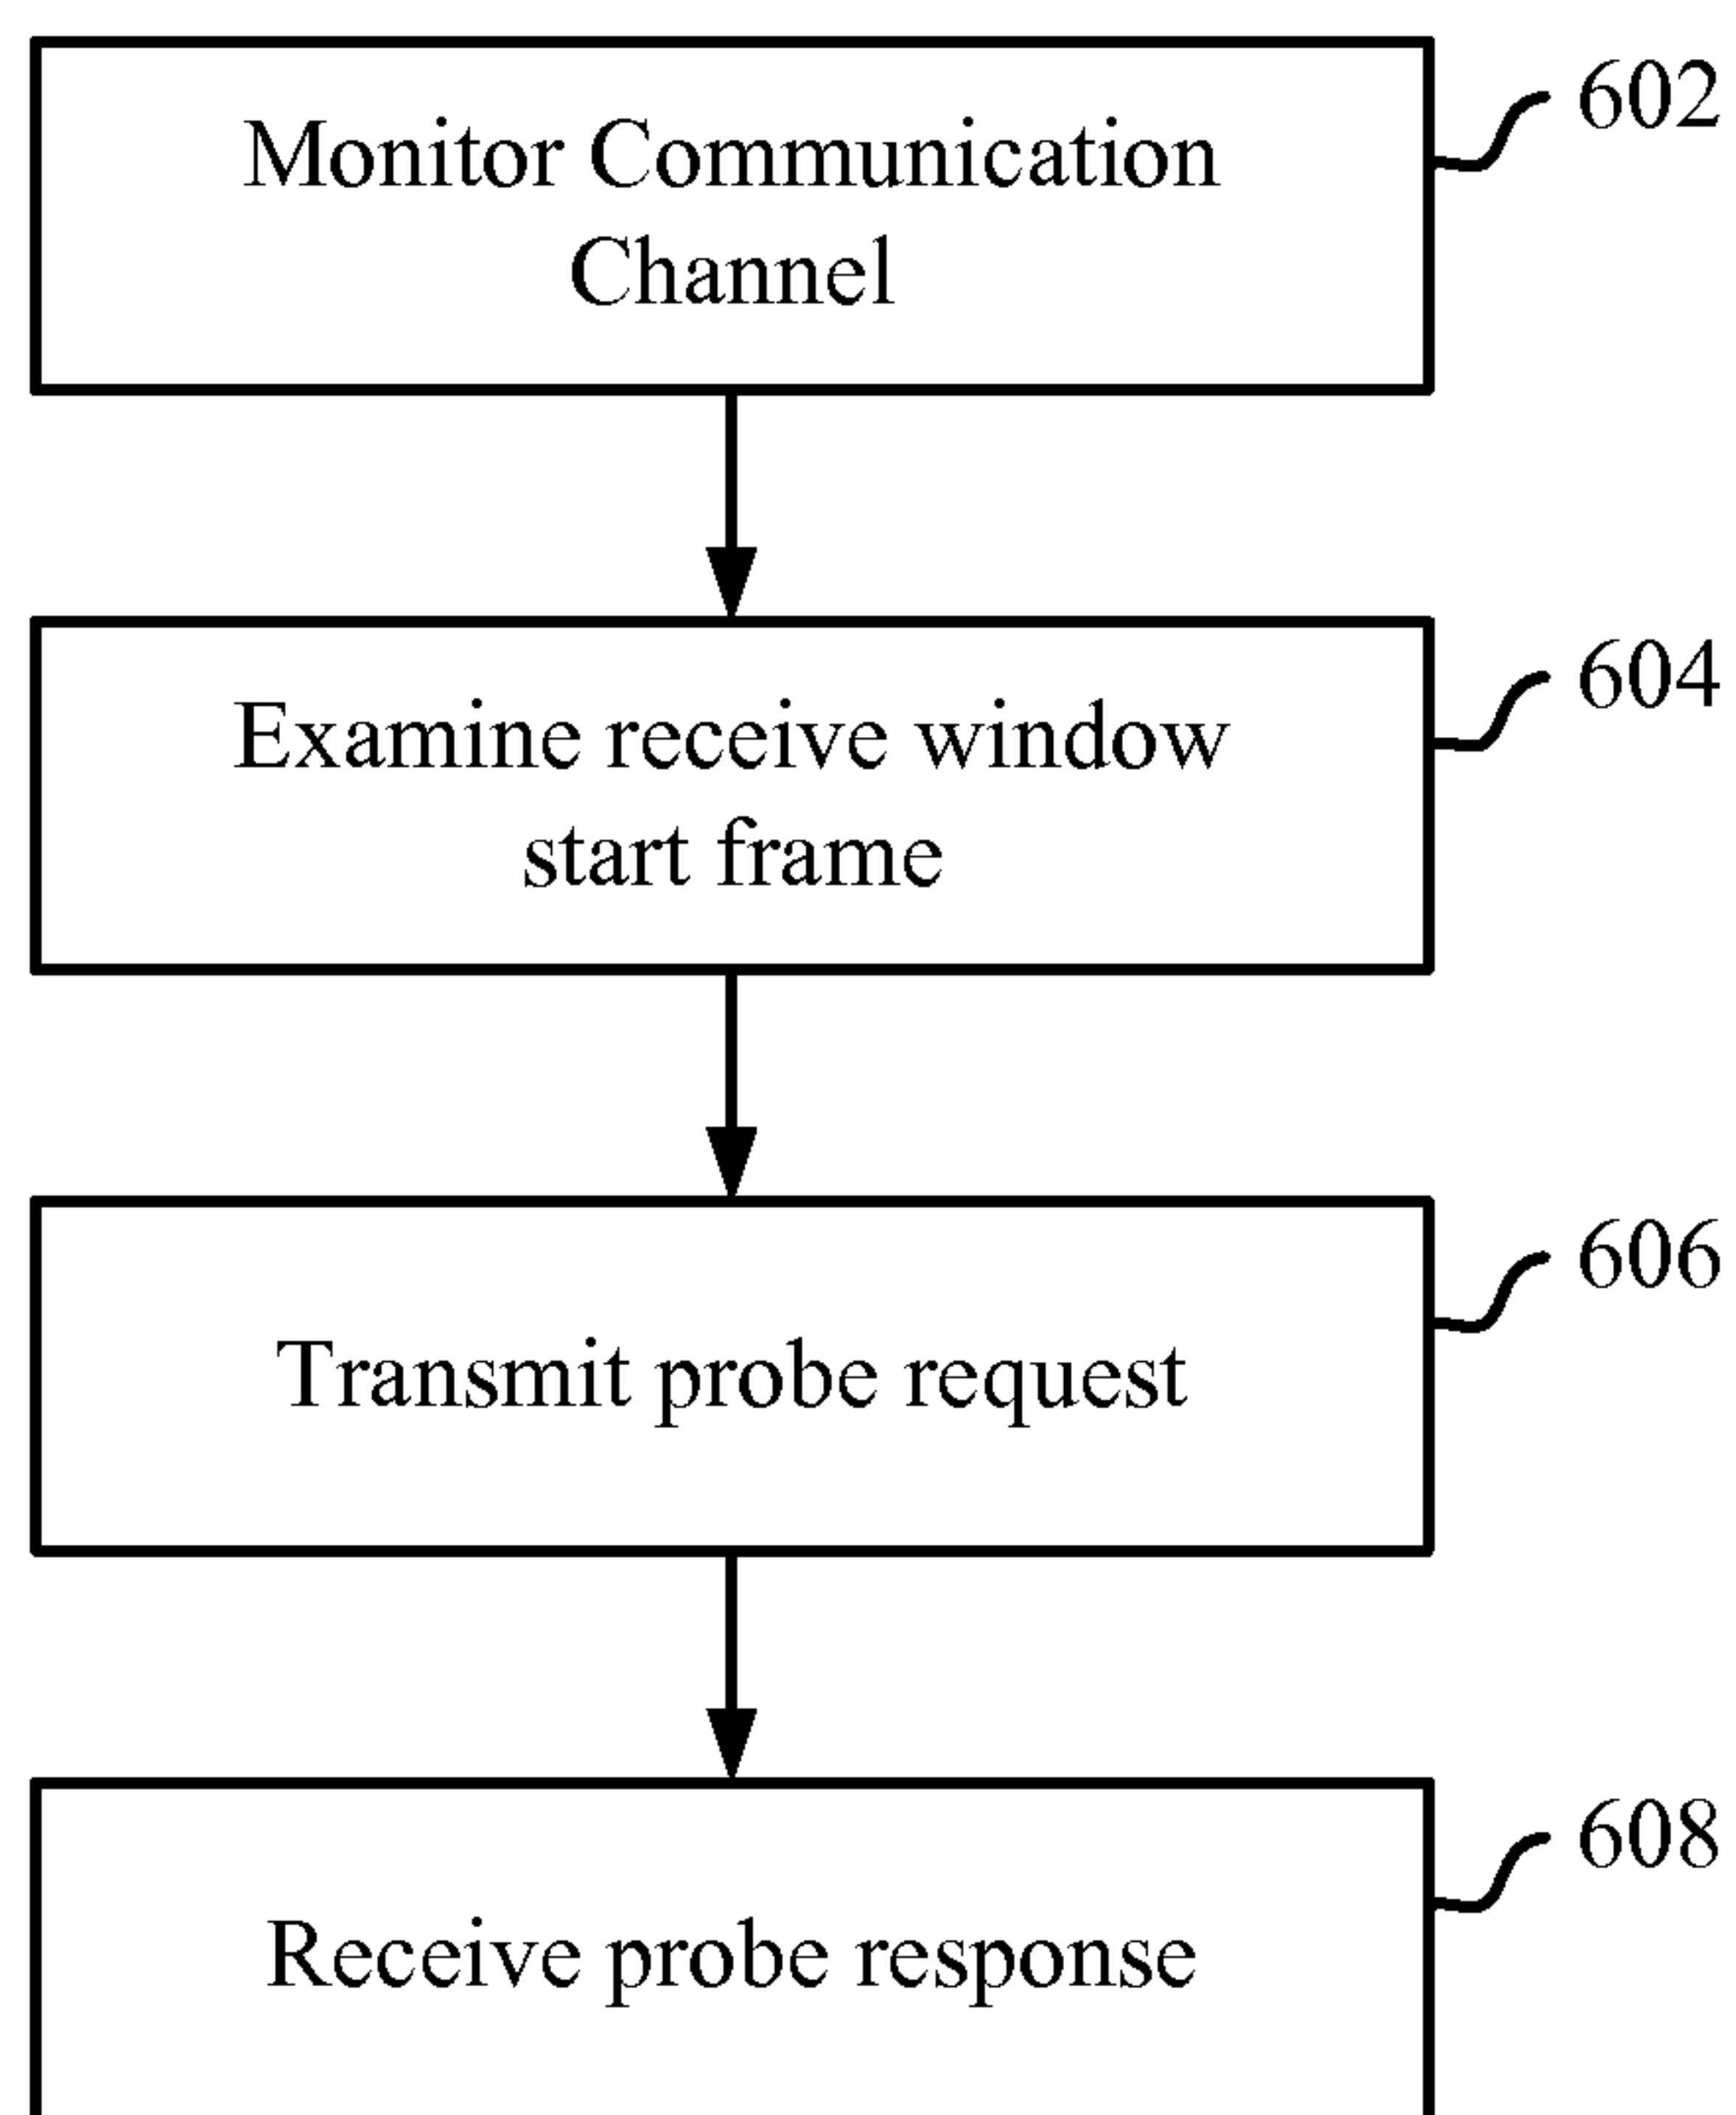 Monitor Communication
Channel
602
Examine receive window
start frame
604
Transmit probe request
606
Receive probe response
608